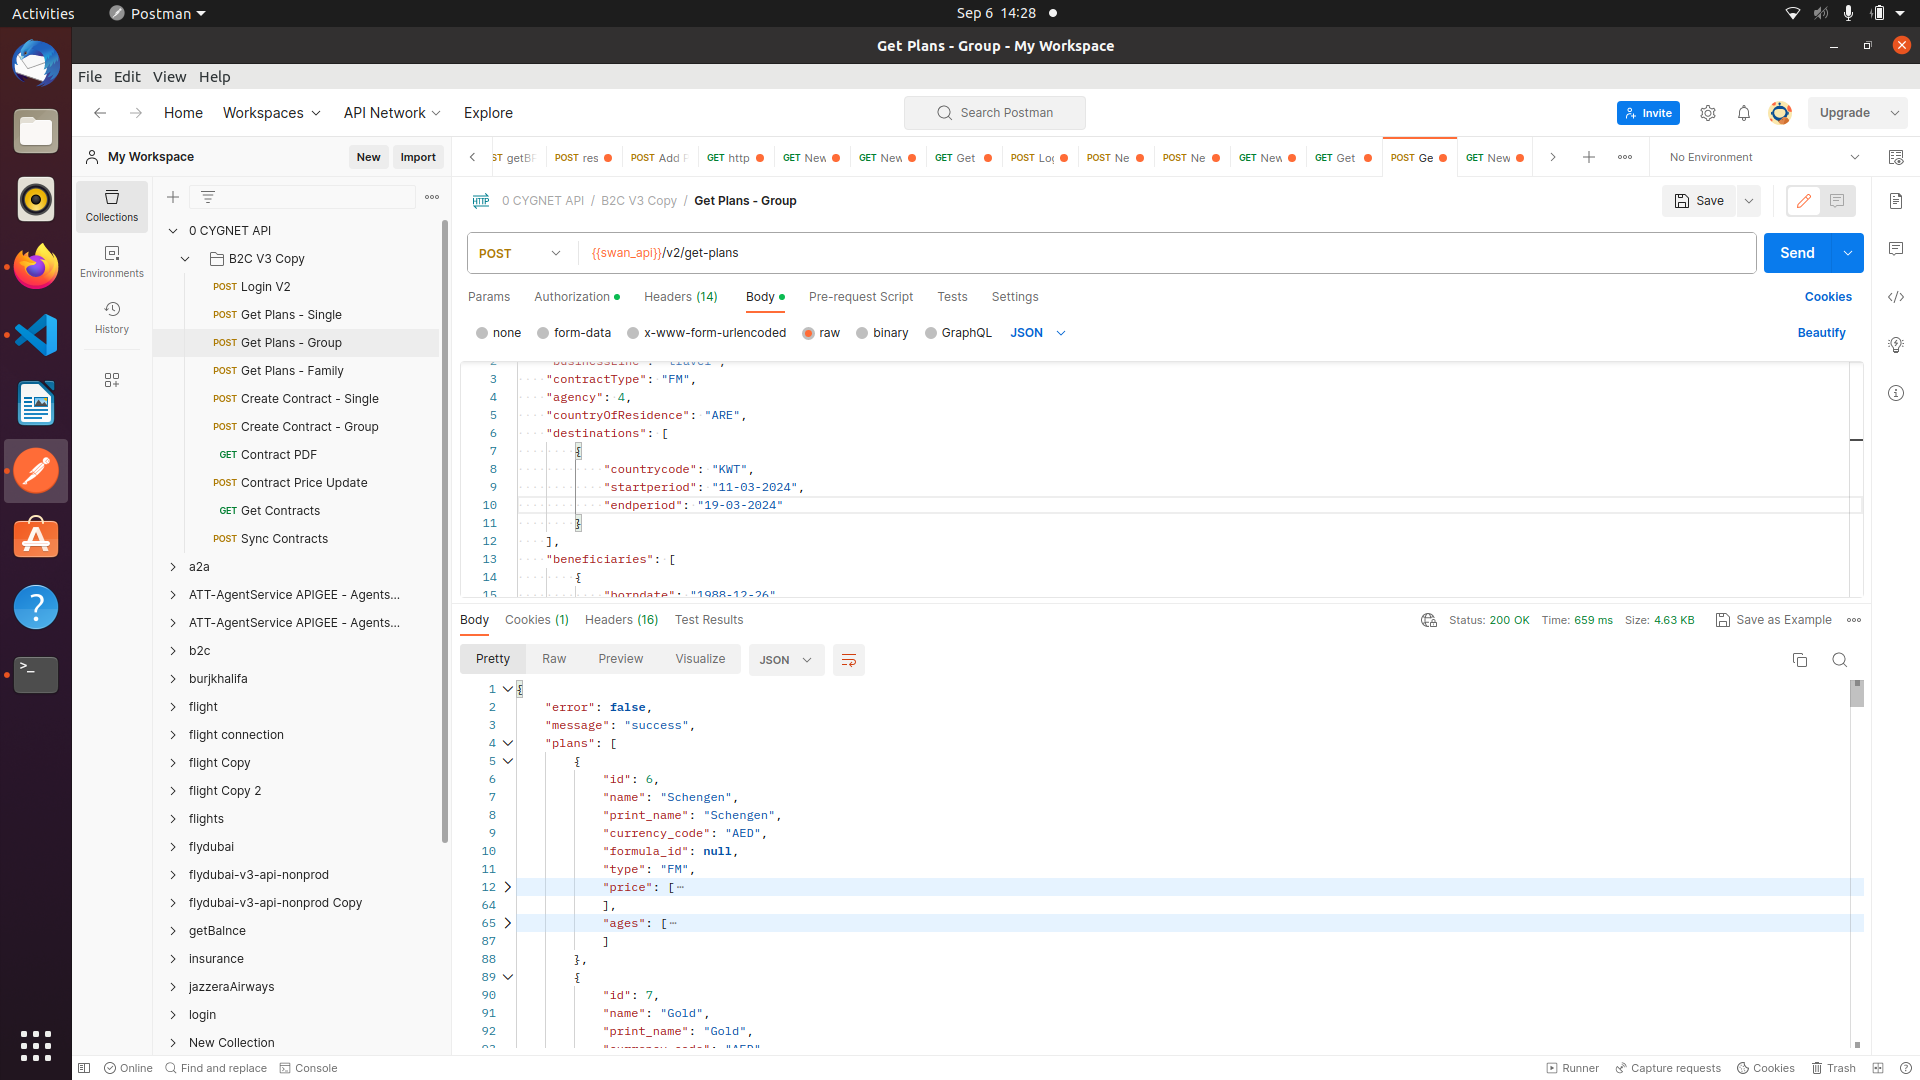 Activities
Postman
Sep 6 14:28
Get Plans - Group - My Workspace
File Edit View Help
Home Workspaces API Network Explore
Search Postman
Invite
Upgrade
My Workspace
New Import
Collections
Environments
History
0 CYGNET API
B2C V3 Copy
POST Login V2
POST Get Plans - Single
POST Get Plans - Group
POST Get Plans - Family
POST Create Contract - Single
POST Create Contract - Group
GET Contract PDF
POST Contract Price Update
GET Get Contracts
POST Sync Contracts
a2a
ATT-AgentService APIGEE - Agents...
ATT-AgentService APIGEE - Agents...
b2c
burjkhalifa
flight
flight connection
flight Copy
flight Copy 2
flights
flydubai
flydubai-v3-api-nonprod
flydubai-v3-api-nonprod Copy
getBalnce
insurance
jazzeraAirways
login
New Collection
POST res
POST Add
GET http
GET New
GET New
GET Get
POST Log
POST Ne
POST Ne
GET New
GET Get
POST Ge
GET New
No Environment
HTTP 0 CYGNET API / B2C V3 Copy / Get Plans - Group
Save
POST {{swan_api}}/v2/get-plans
Send
Params Authorization Headers (14) Body Pre-request Script Tests Settings
Cookies
none form-data x-www-form-urlencoded raw binary GraphQL JSON
Beautify
2 "businessLine": "travel",
3 "contractType": "FM",
4 "agency": 4,
5 "countryOfResidence": "ARE",
6 "destinations": [
7 {
8 "countrycode": "KWT",
9 "startperiod": "11-03-2024",
10 "endperiod": "19-03-2024"
11 }
12 ],
13 "beneficiaries": [
14 {
15 "borndate": "1988-12-26"
Body Cookies (1) Headers (16) Test Results
Status: 200 OK Time: 659 ms Size: 4.63 KB Save as Example
Pretty Raw Preview Visualize JSON
1 {
2 "error": false,
3 "message": "success",
4 "plans": [
5 {
6 "id": 6,
7 "name": "Schengen",
8 "print_name": "Schengen",
9 "currency_code": "AED",
10 "formula_id": null,
11 "type": "FM",
12 "price": [⋯
64 ],
65 "ages": [⋯
87 ]
88 },
89 {
90 "id": 7,
91 "name": "Gold",
92 "print_name": "Gold",
93 "currency_code": "AED"
Online Find and replace Console
Runner Capture requests Cookies Trash